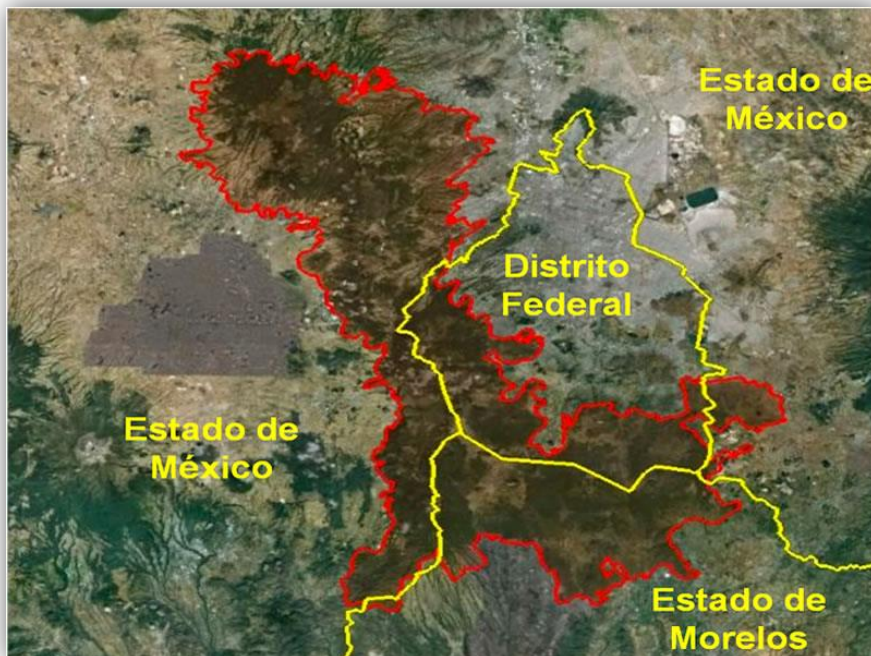 Estado de
México
Distrito
Federal
Estado de
México
Estado de
Morelos